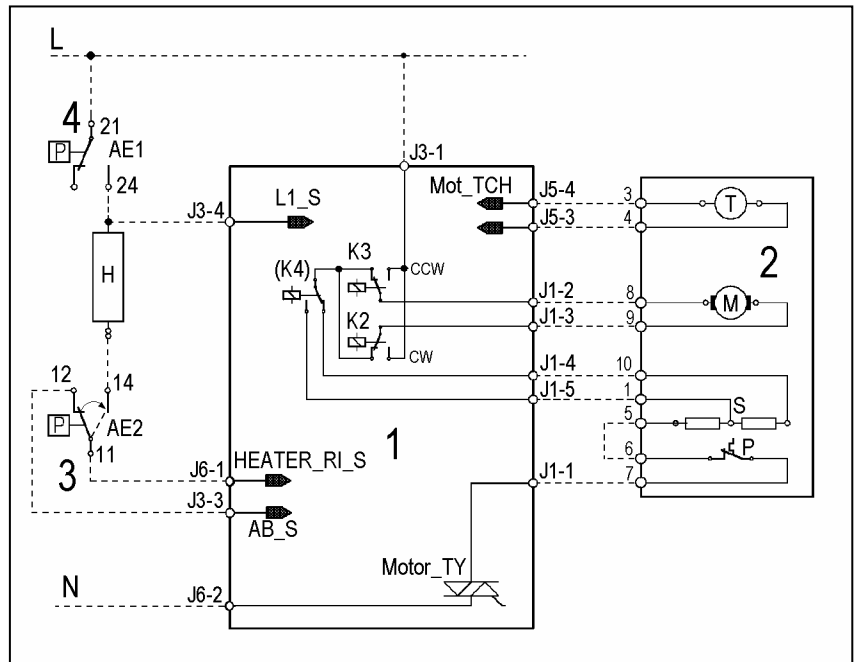 L
4
21
P
AE1
24
J3-1
J3-4
L1_S
Mot_TCH
J5-4
3
T
J5-3
4
H
(K4)
K3
CCW
2
J1-2
8
M
K2
J1-3
9
CW
J1-4
10
12
14
J1-5
1
P
AE2
5
S
11
3
1
6
P
J6-1
HEATER_RI_S
J1-1
7
J3-3
AB_S
Motor_TY
N
J6-2